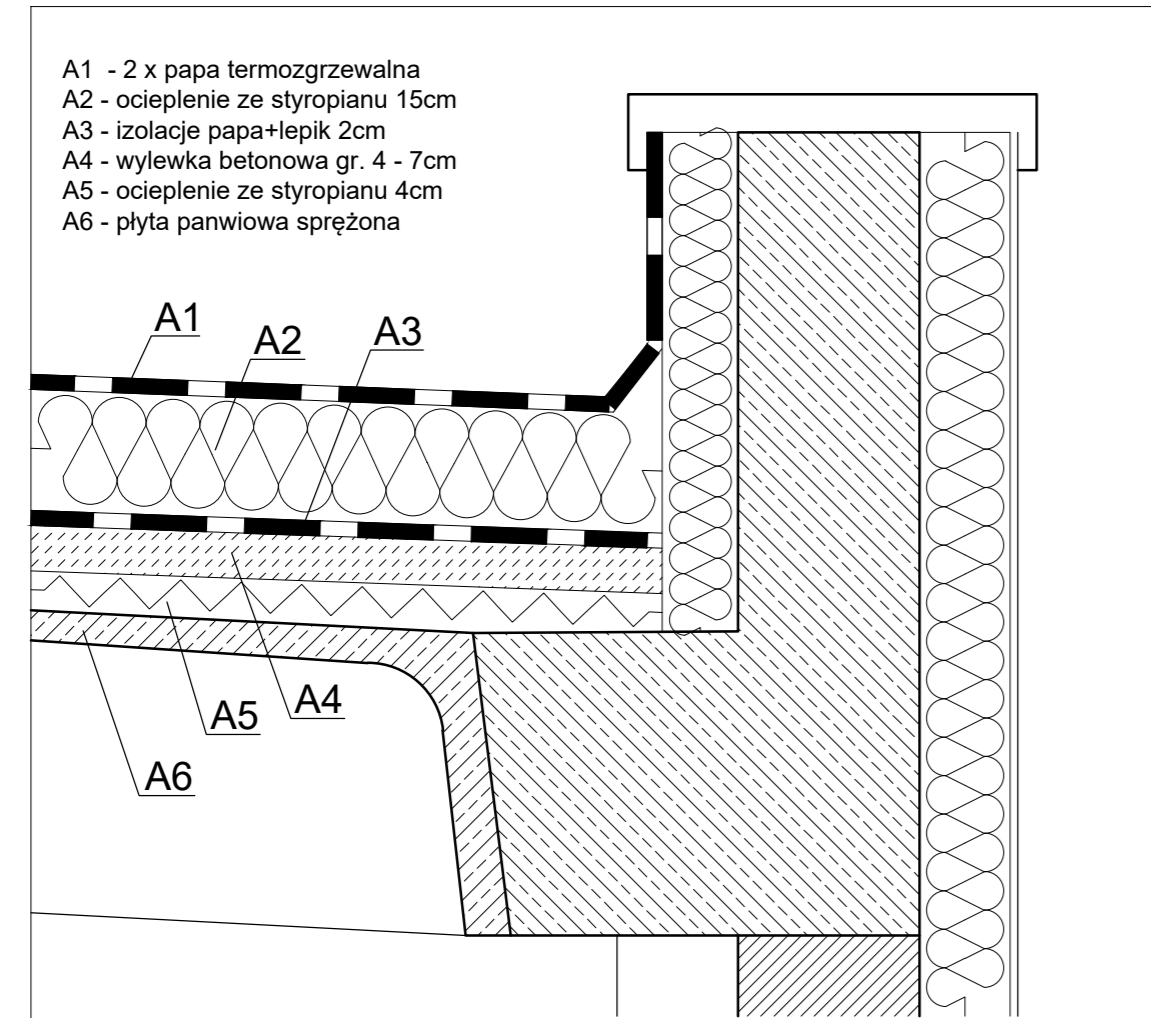 A1 - 2 x papa termozgrzewalna
A2 - ocieplenie ze styropianu 15cm
A3 - izolacje papa+lepik 2cm
A4 - wylewka betonowa gr. 4 - 7cm
A5 - ocieplenie ze styropianu 4cm
A6 - płyta panwiowa sprężona
A1
A2
A3
A4
A5
A6